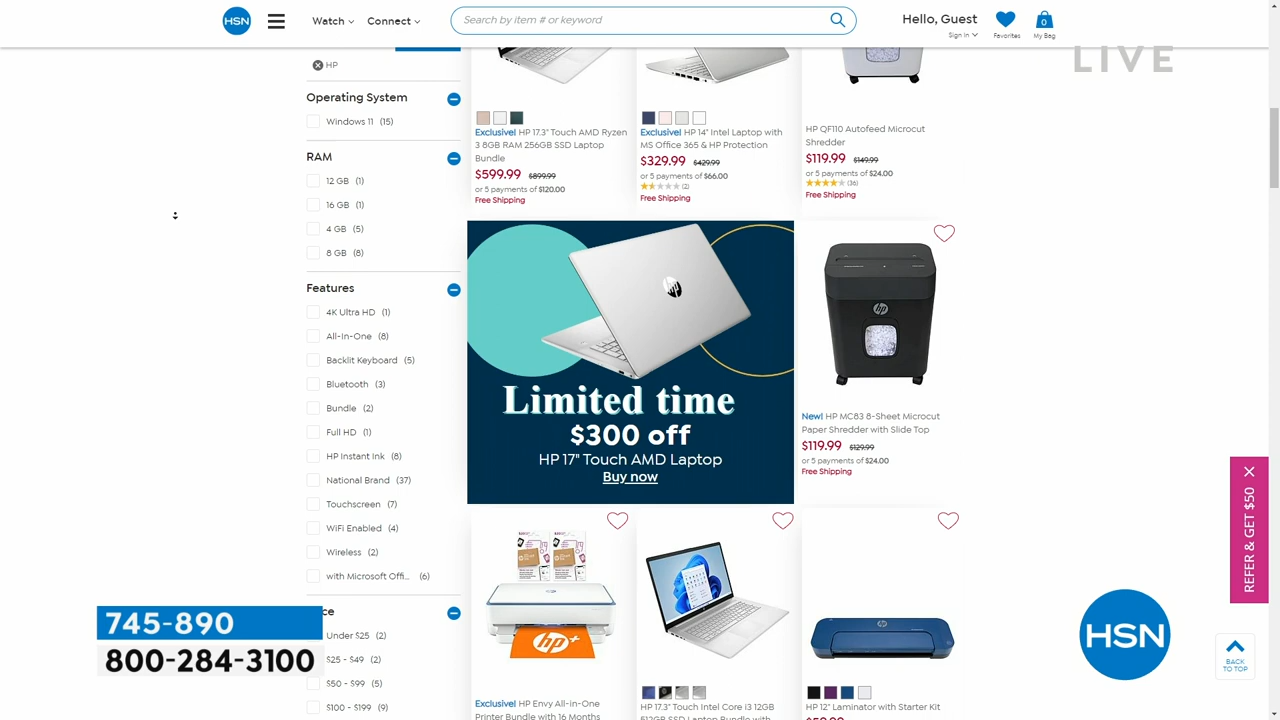 HSN
Watch
Connect
Search by item # or keyword
Hello, Guest
Sign In
Favorites
0
My Bag
LIVE
HP
Operating System
Windows 11 (15)
RAM
12 GB (1)
16 GB (1)
4 GB (5)
8 GB (8)
Features
4K Ultra HD (1)
All-In-One (8)
Backlit Keyboard (5)
Bluetooth (3)
Bundle (2)
Full HD (1)
HP Instant Ink (8)
National Brand (37)
Touchscreen (7)
WiFi Enabled (4)
Wireless (2)
with Microsoft Offi... (6)
ce
Under $25 (2)
$25 - $49 (2)
$50 - $99 (5)
$100 - $199 (9)
Exclusive! HP 17.3" Touch AMD Ryzen
3 8GB RAM 256GB SSD Laptop
Bundle
$599.99 $899.99
or 5 payments of $120.00
Free Shipping
Exclusive! HP 14" Intel Laptop with
MS Office 365 & HP Protection
$329.99 $429.99
or 5 payments of $66.00
(2)
Free Shipping
HP QF110 Autofeed Microcut
Shredder
$119.99 $149.99
or 5 payments of $24.00
(36)
Free Shipping
hp
Limited time
$300 off
HP 17" Touch AMD Laptop
Buy now
hp
New! HP MC83 8-Sheet Microcut
Paper Shredder with Slide Top
$119.99 $129.99
or 5 payments of $24.00
Free Shipping
hp+
Exclusive! HP Envy All-in-One
Printer Bundle with 16 Months
HP 17.3" Touch Intel Core i3 12GB
512GB SSD Laptop Bundle with
hp
HP 12" Laminator with Starter Kit
REFER & GET $50
745-890
800-284-3100
HSN
BACK
TO TOP